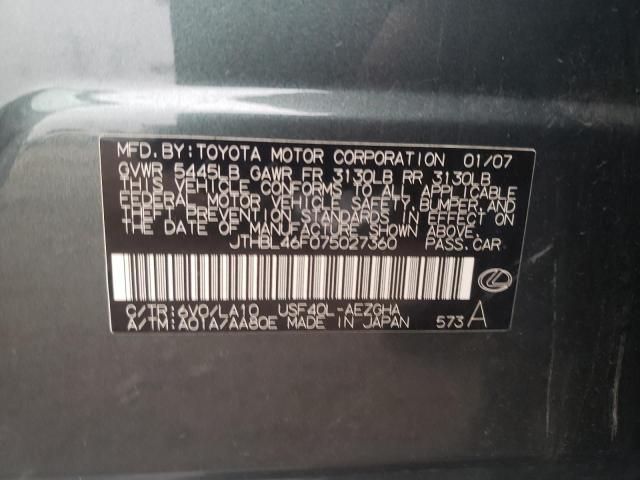 MFD. BY: TOYOTA MOTOR CORPORATION 01/07
GVWR 5445LB GAWR FR 3130LB RR 3130LB
THIS VEHICLE CONFORMS TO ALL APPLICABLE
FEDERAL MOTOR VEHICLE SAFETY, BUMPER, AND
THEFT PREVENTION STANDARDS IN EFFECT ON
THE DATE OF MANUFACTURE SHOWN ABOVE.
JTHBL46F075027360 PASS. CAR
C/TR: 6V0/LA10 USF40L-AEZGHA
A/TM: A01A/AA80E MADE IN JAPAN 573 A